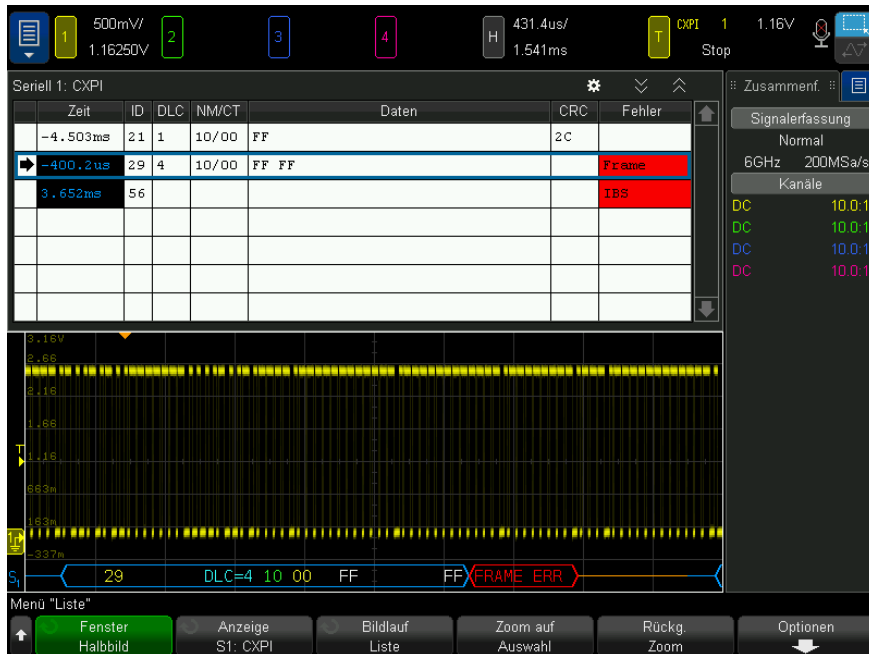 1 500mV/ 2 3 4 H 431.4us/ T CXPI 1 1.16V
1.16250V 1.541ms Stop
Seriell 1: CXPI
Zeit ID DLC NM/CT Daten CRC Fehler
-4.503ms 21 1 10/00 FF 2C
-400.2us 29 4 10/00 FF FF Frame
3.652ms 56 IBS
Zusammenf.
Signalerfassung
Normal
6GHz 200MSa/s
Kanäle
DC 10.0:1
DC 10.0:1
DC 10.0:1
DC 10.0:1
3.16V
2.66
2.16
1.66
T
1.16
663m
163m
1
-337m
S1 29 DLC=4 10 00 FF FF FRAME ERR
Menü "Liste"
Fenster Anzeige Bildlauf Zoom auf Rückg. Optionen
Halbbild S1: CXPI Liste Auswahl Zoom